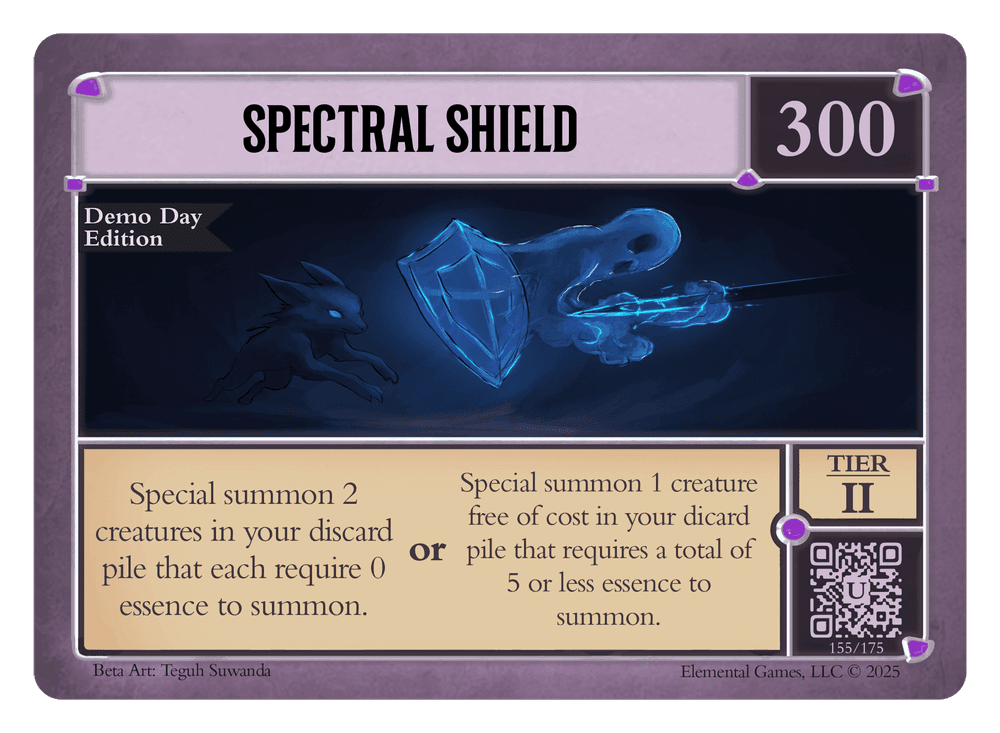 SPECTRAL SHIELD
300
Demo Day
Edition
Special summon 2
creatures in your discard
pile that each require 0
essence to summon.
or
Special summon 1 creature
free of cost in your dicard
pile that requires a total of
5 or less essence to
summon.
TIER
II
U
155/175
Beta Art: Teguh Suwanda
Elemental Games, LLC © 2025